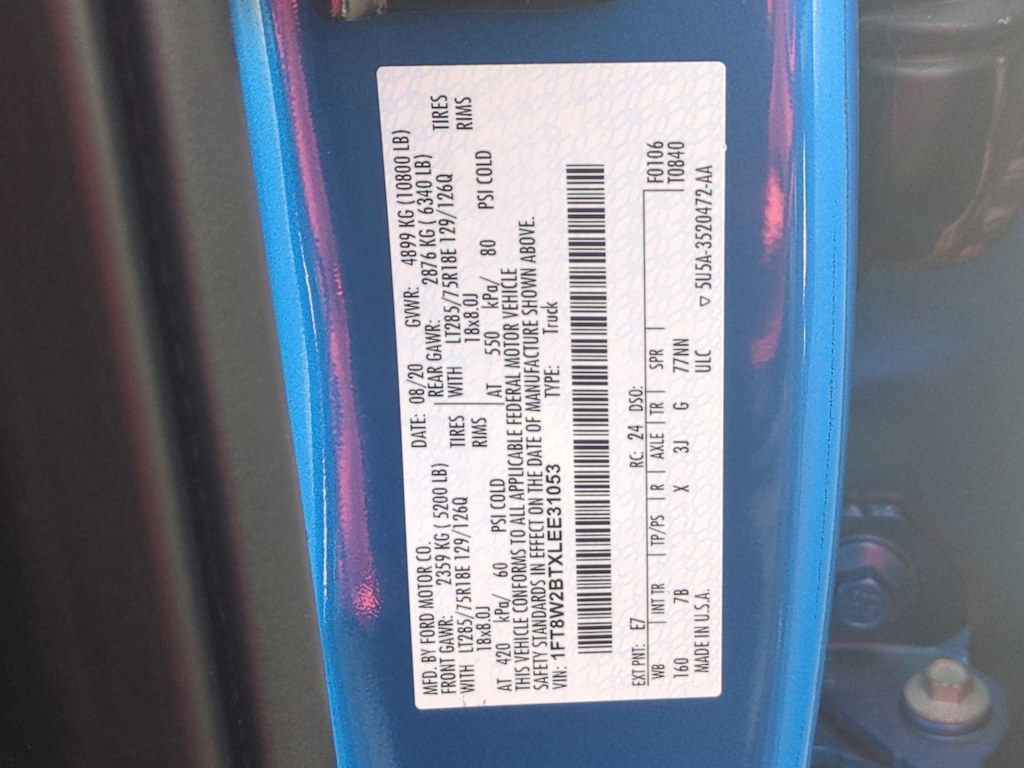 MFD. BY FORD MOTOR CO.
DATE: 08/20 GVWR: 4899 KG (10800 LB)
FRONT GAWR: 2359 KG ( 5200 LB) REAR GAWR: 2876 KG ( 6340 LB)
WITH LT285/75R18E 129/126Q TIRES WITH LT285/75R18E 129/126Q TIRES
18x8.0J RIMS 18x8.0J RIMS
AT 420 kPa/ 60 PSI COLD AT 550 kPa/ 80 PSI COLD
THIS VEHICLE CONFORMS TO ALL APPLICABLE FEDERAL MOTOR VEHICLE
SAFETY STANDARDS IN EFFECT ON THE DATE OF MANUFACTURE SHOWN ABOVE.
VIN: 1FT8W2BTXLEE31053 TYPE: Truck
EXT PNT: E7 RC: 24 DSO: F0106
WB INT TR TP/PS R AXLE TR SPR T0840
160 7B X 3J G 77NN
MADE IN U.S.A. ULC ▽ 5U5A-3520472-AA